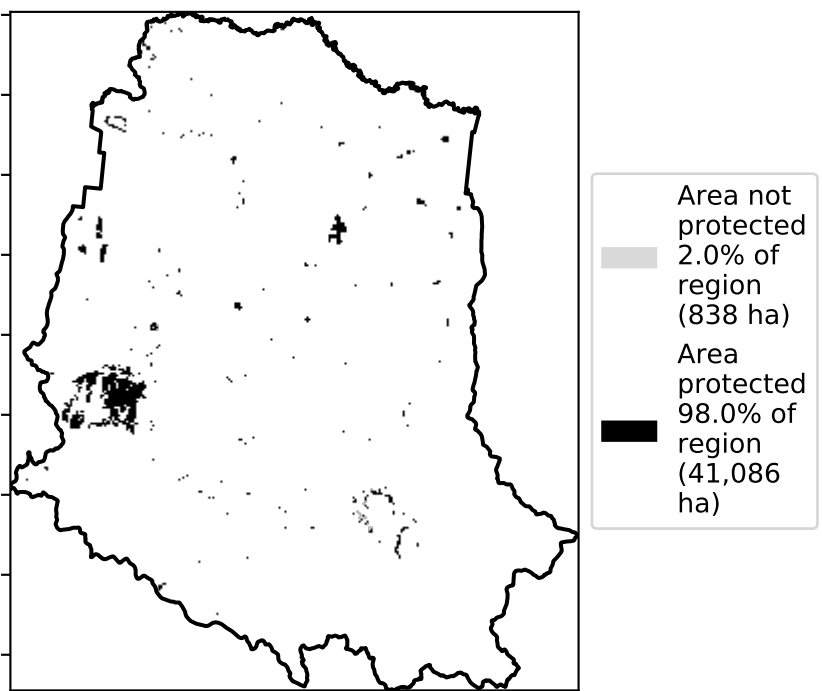 Area not
protected
2.0% of
region
(838 ha)
Area
protected
98.0% of
region
(41,086
ha)